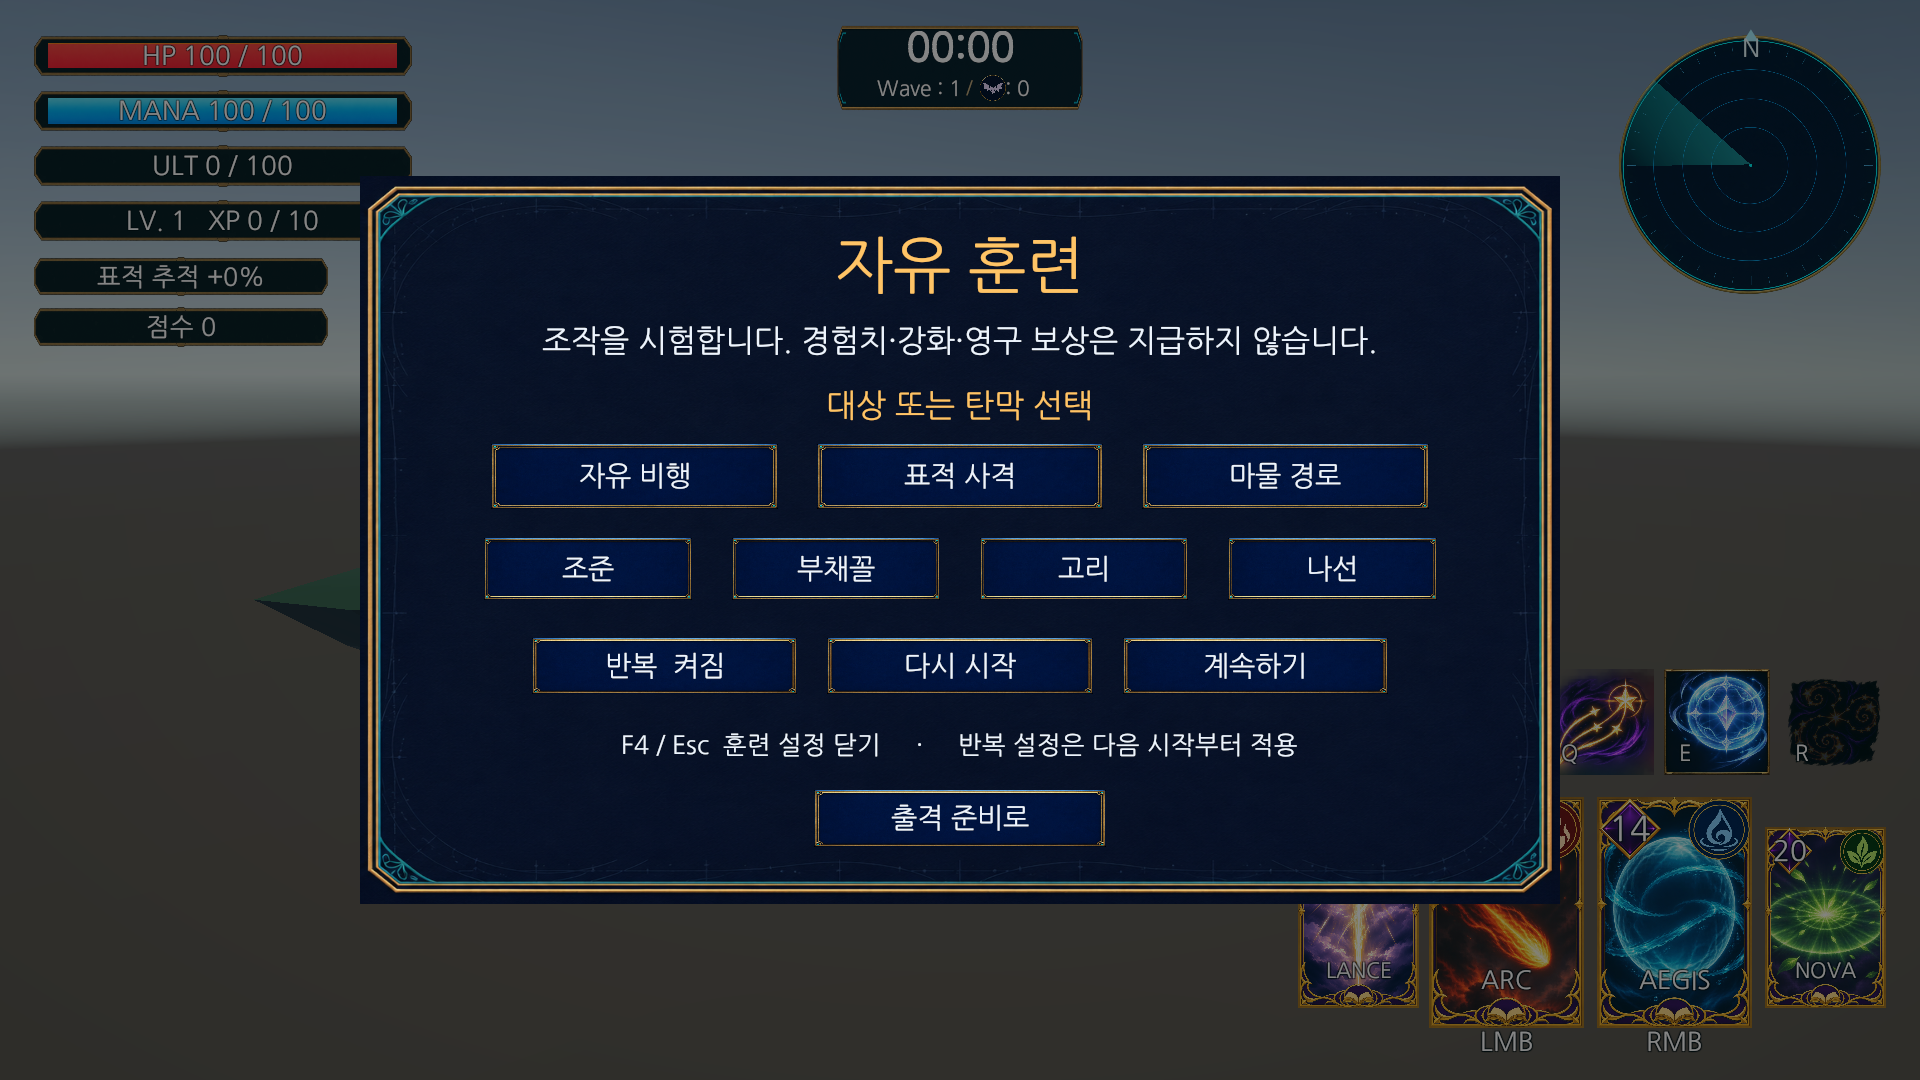 HP 100 / 100
MANA 100 / 100
ULT 0 / 100
LV. 1 XP 0 / 10
표적 추적 +0%
점수 0
00:00
Wave : 1 / : 0
N
자유 훈련
조작을 시험합니다. 경험치·강화·영구 보상은 지급하지 않습니다.
대상 또는 탄막 선택
자유 비행 표적 사격 마물 경로
조준 부채꼴 고리 나선
반복 켜짐 다시 시작 계속하기
F4 / Esc 훈련 설정 닫기 · 반복 설정은 다음 시작부터 적용
출격 준비로
Q E R
14 20
LANCE ARC AEGIS NOVA
LMB RMB